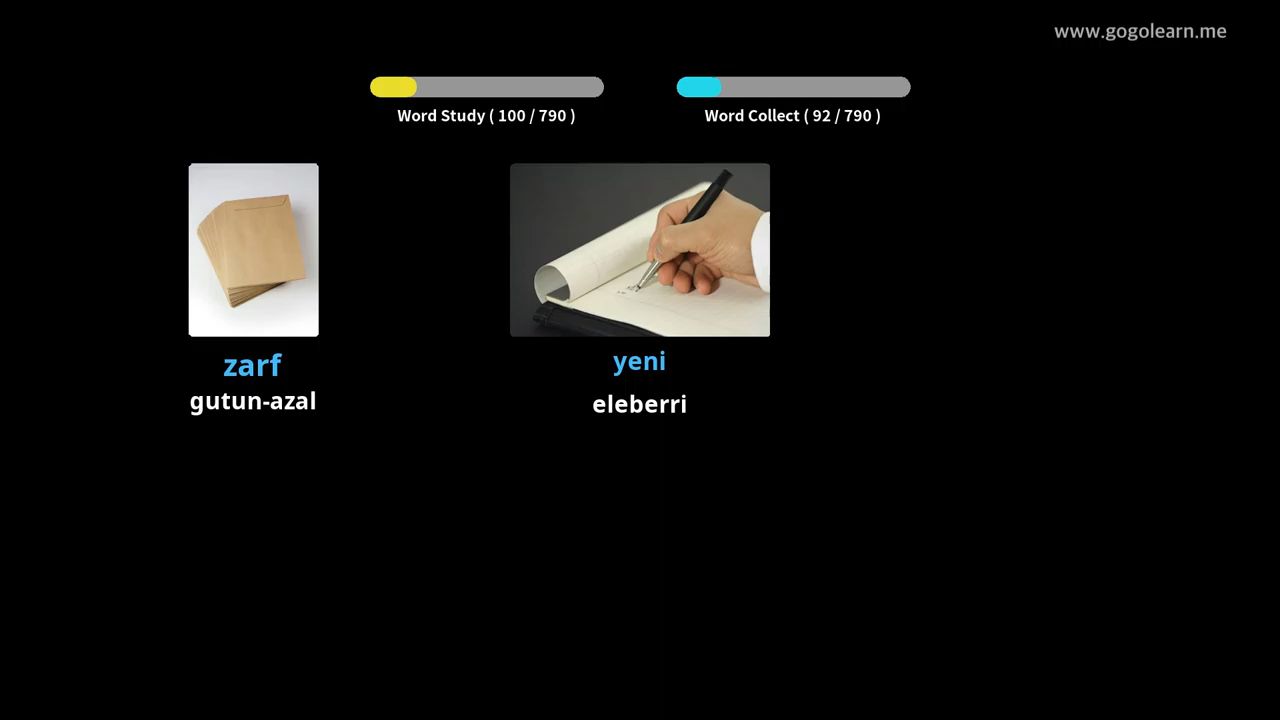 www.gogolearn.me
Word Study ( 100 / 790 )
Word Collect ( 92 / 790 )
zarf
gutun-azal
yeni
eleberri